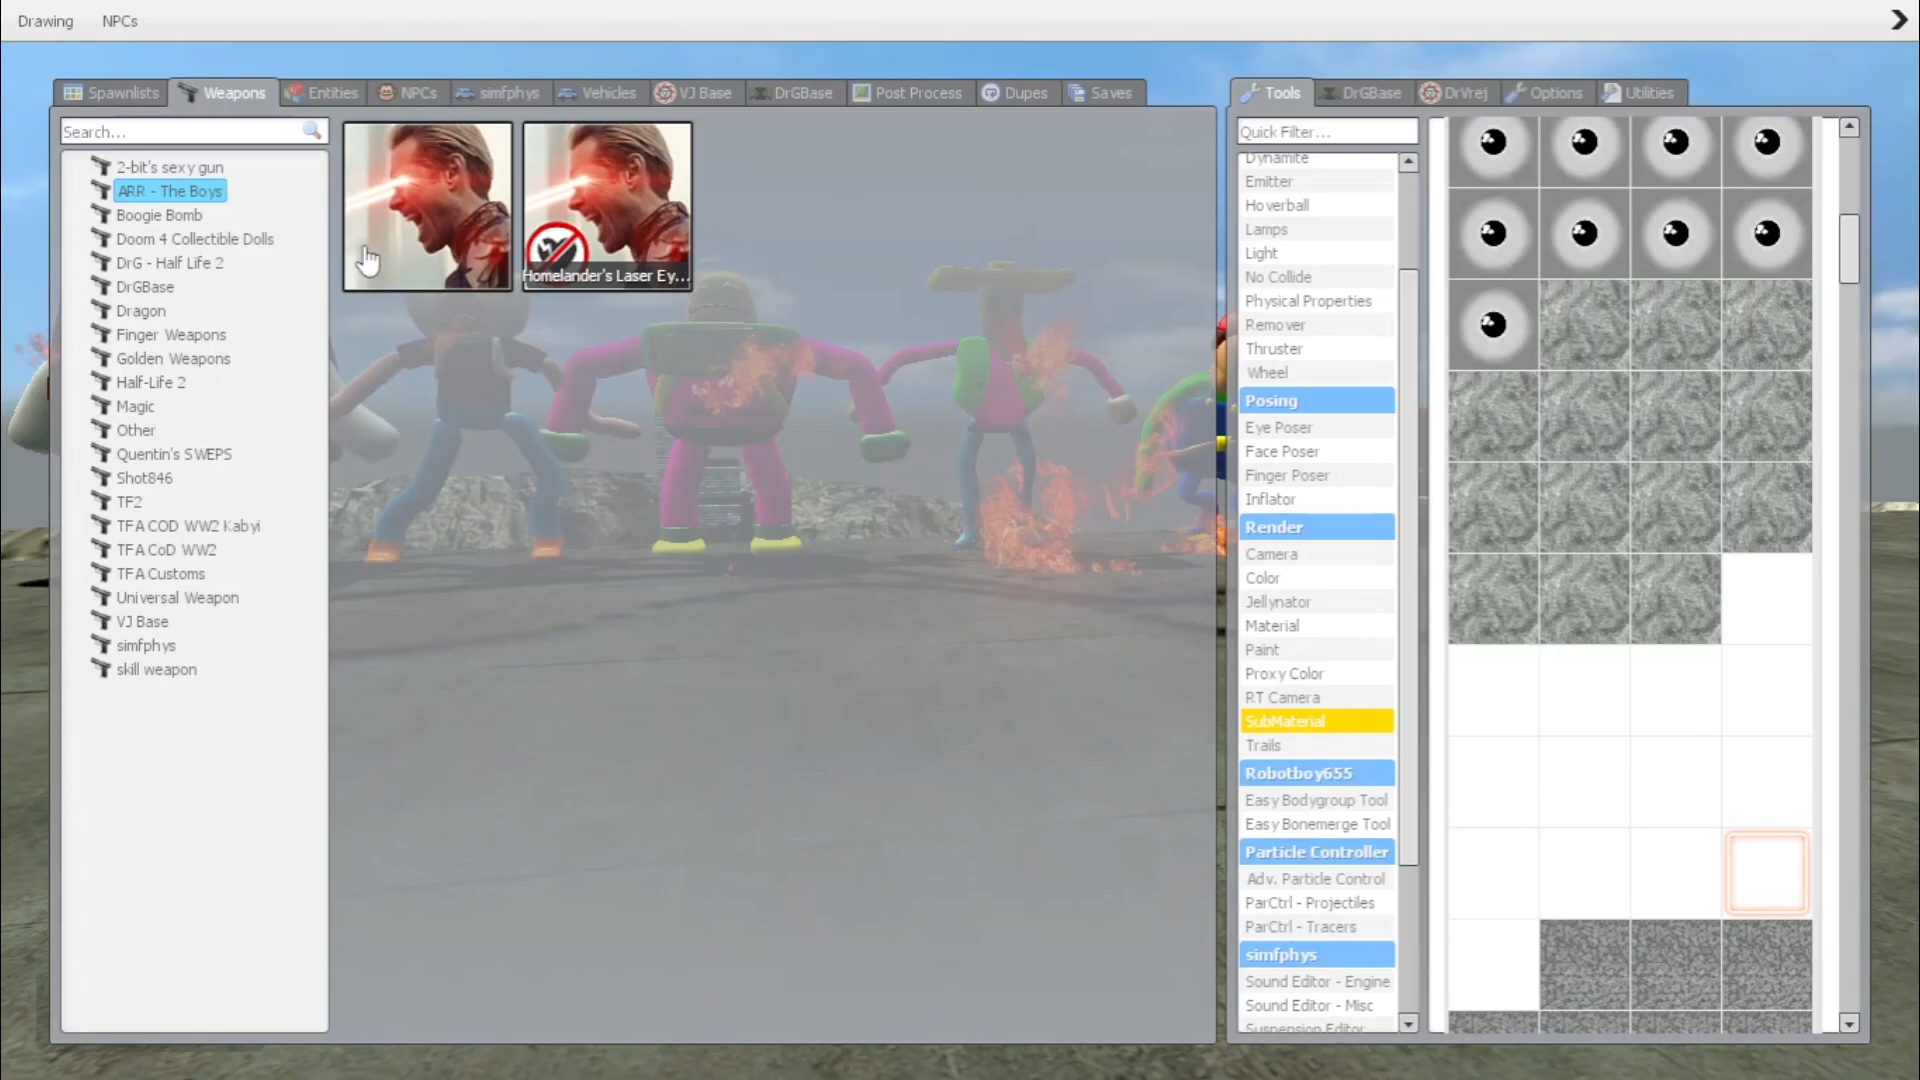 Drawing NPCs
Spawnlists Weapons Entities NPCs simfphys Vehicles VJ Base DrGBase Post Process Dupes Saves
Search...
2-bit's sexy gun
ARR - The Boys
Boogie Bomb
Doom 4 Collectible Dolls
DrG - Half Life 2
DrGBase
Dragon
Finger Weapons
Golden Weapons
Half-Life 2
Magic
Other
Quentin's SWEPS
Shot846
TF2
TFA COD WW2 Kabyi
TFA CoD WW2
TFA Customs
Universal Weapon
VJ Base
simfphys
skill weapon
Homelander's Laser Ey...
Tools DrGBase DrVrej Options Utilities
Quick Filter...
Dynamite
Emitter
Hoverball
Lamps
Light
No Collide
Physical Properties
Remover
Thruster
Wheel
Posing
Eye Poser
Face Poser
Finger Poser
Inflator
Render
Camera
Color
Jellynator
Material
Paint
Proxy Color
RT Camera
SubMaterial
Trails
Robotboy655
Easy Bodygroup Tool
Easy Bonemerge Tool
Particle Controller
Adv. Particle Control
ParCtrl - Projectiles
ParCtrl - Tracers
simfphys
Sound Editor - Engine
Sound Editor - Misc
Suspension Editor